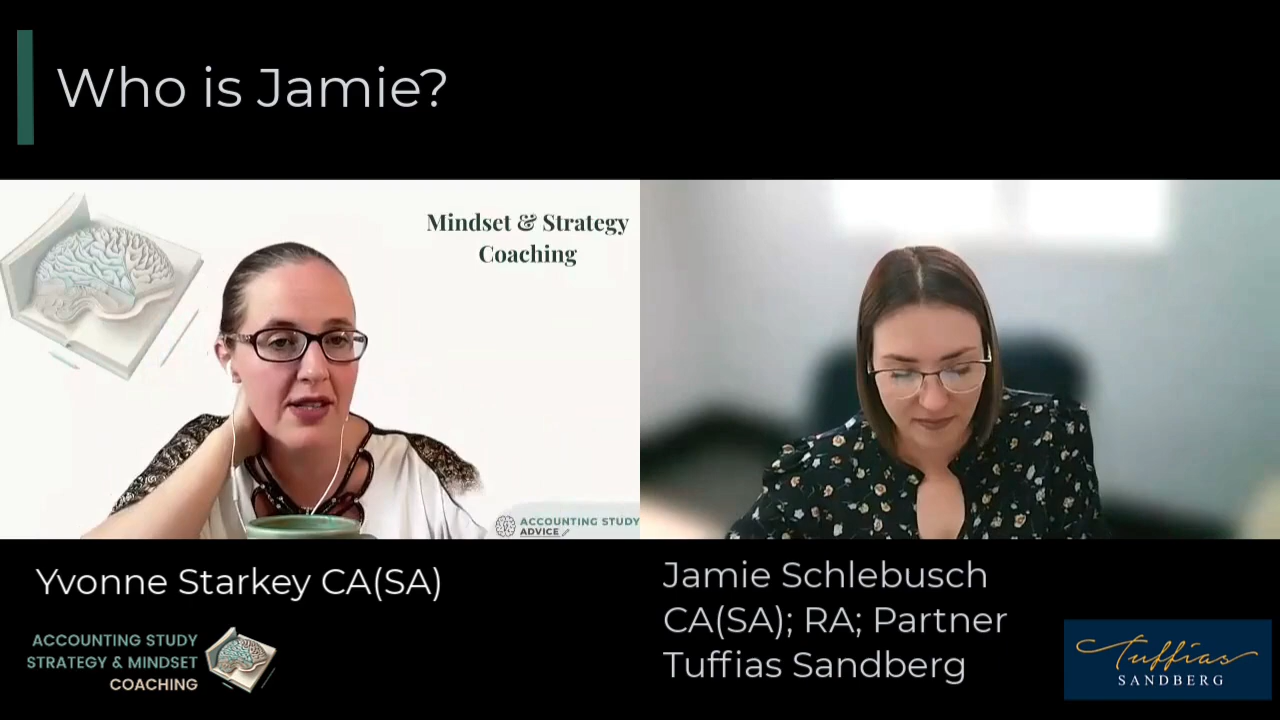 Who is Jamie?
Mindset & Strategy
Coaching
ACCOUNTING STUDY
ADVICE
Yvonne Starkey CA(SA)
ACCOUNTING STUDY
STRATEGY & MINDSET
COACHING
Jamie Schlebusch
CA(SA); RA; Partner
Tuffias Sandberg
Tuffias
SANDBERG